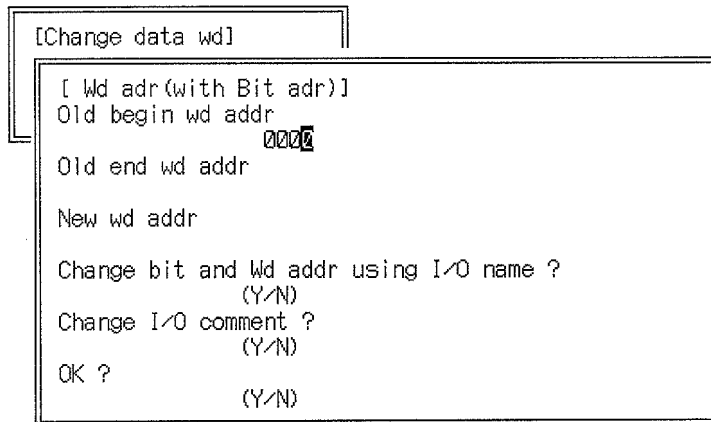 [Change data wd]
[ Wd adr(with Bit adr)]
Old begin wd addr
0000
Old end wd addr
New wd addr
Change bit and Wd addr using I/O name ?
(Y/N)
Change I/O comment ?
(Y/N)
OK ?
(Y/N)